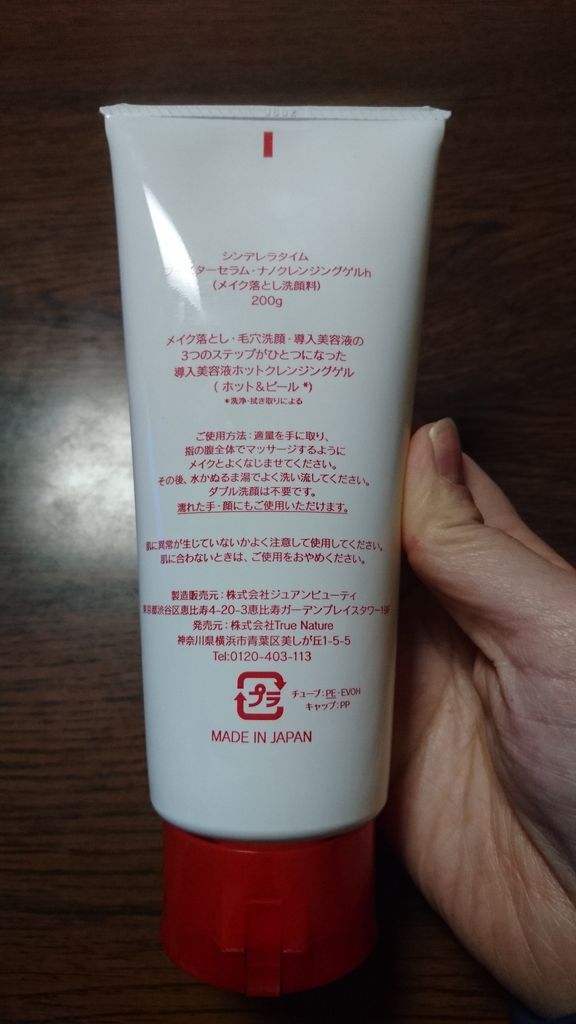 シンデレラタイム
ターセラム・ナノクレンジングゲルh
(メイク落とし洗顔料)
200g
メイク落とし・毛穴洗顔・導入美容液の
3つのステップがひとつになった
導入美容液ホットクレンジングゲル
(ホット&ピール*)
*洗浄・拭き取りによる
ご使用方法:適量を手に取り、
指の腹全体でマッサージするように
メイクとよくなじませてください。
その後、水かぬるま湯でよく洗い流してください。
ダブル洗顔は不要です。
濡れた手・顔にもご使用いただけます。
肌に異常が生じていないかよく注意して使用してください。
肌に合わないときは、ご使用をおやめください。
製造販売元:株式会社ジュアンビューティ
東京都渋谷区恵比寿4-20-3恵比寿ガーデンプレイスタワー
発売元:株式会社True Nature
神奈川県横浜市青葉区美しが丘1-5-5
Tel:0120-403-113
プラ
チューブ:PE・EVOH
キャップ:PP
MADE IN JAPAN